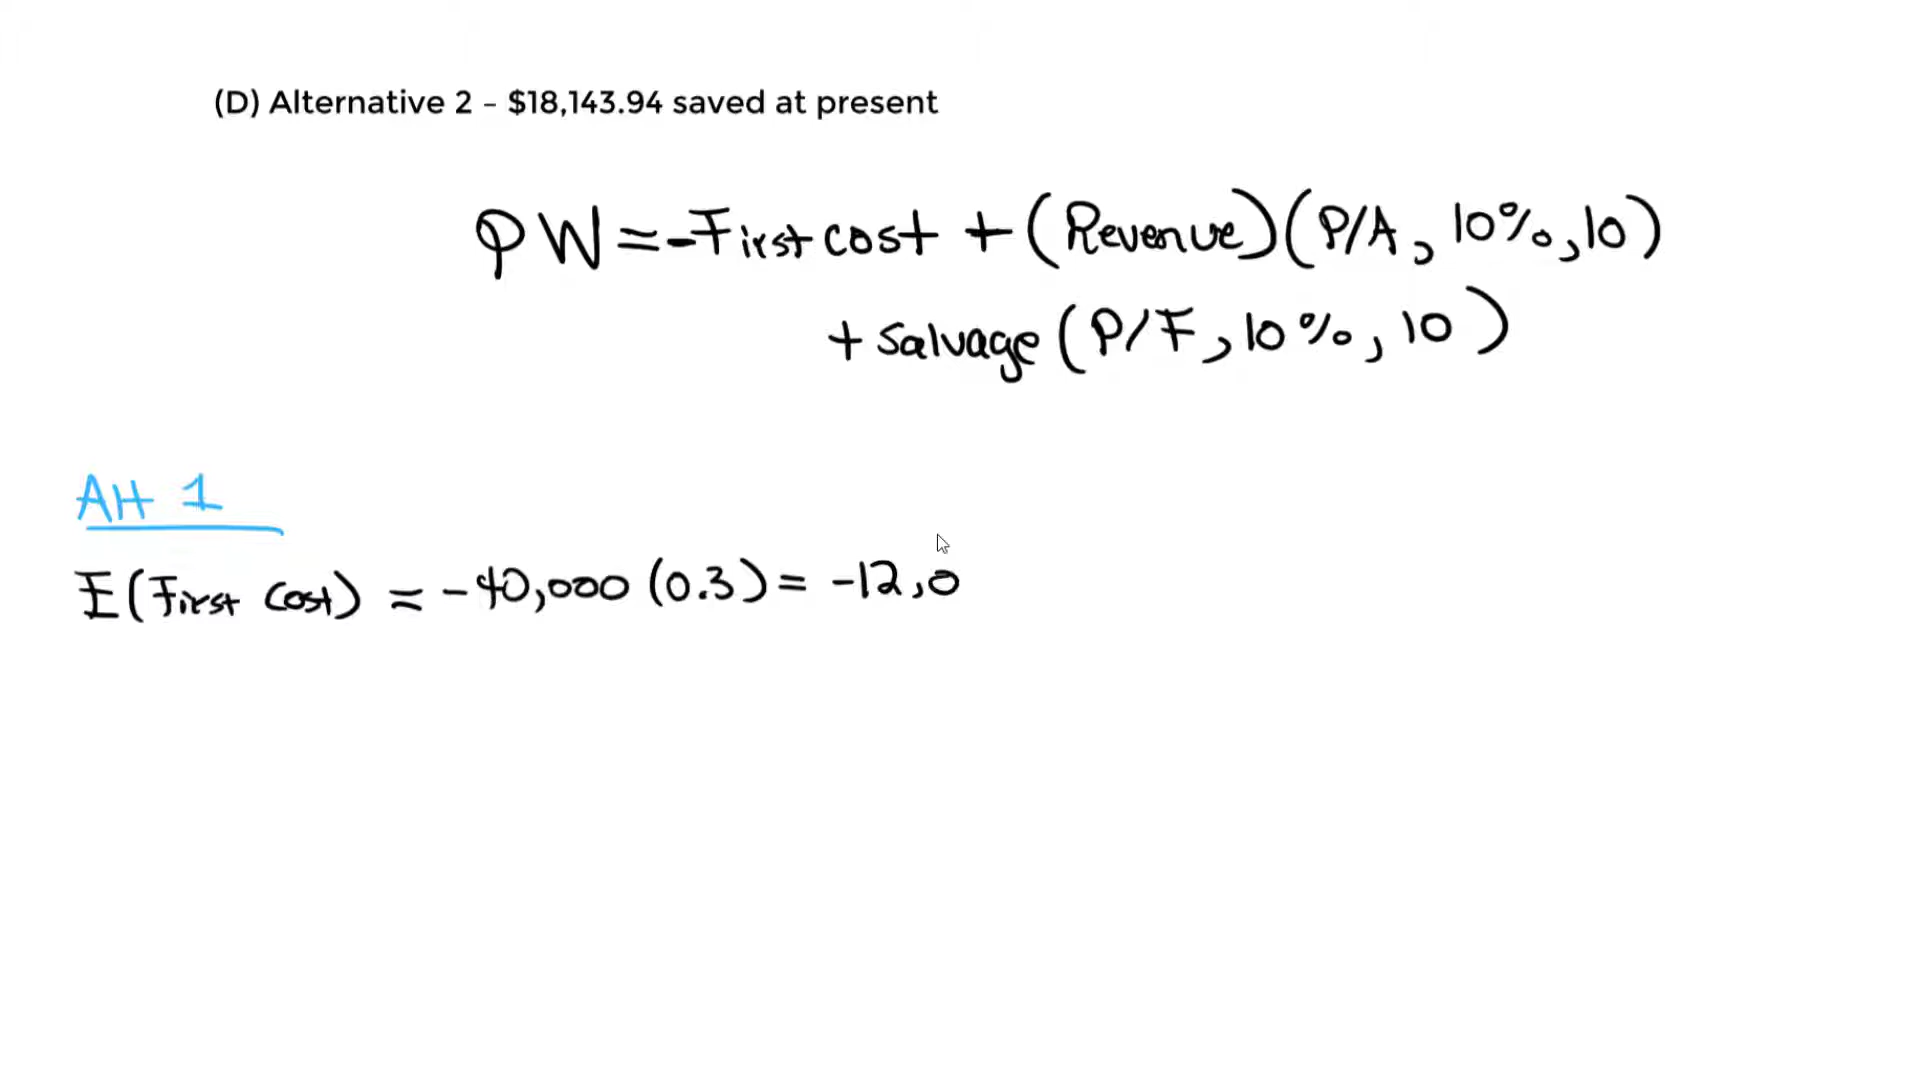 (D) Alternative 2 – $18,143.94 saved at present
PW = -First cost + (Revenue)(P/A, 10%, 10)
+ Salvage (P/F, 10%, 10)
Alt 1
E(First Cost) = -40,000 (0.3) = -12,0